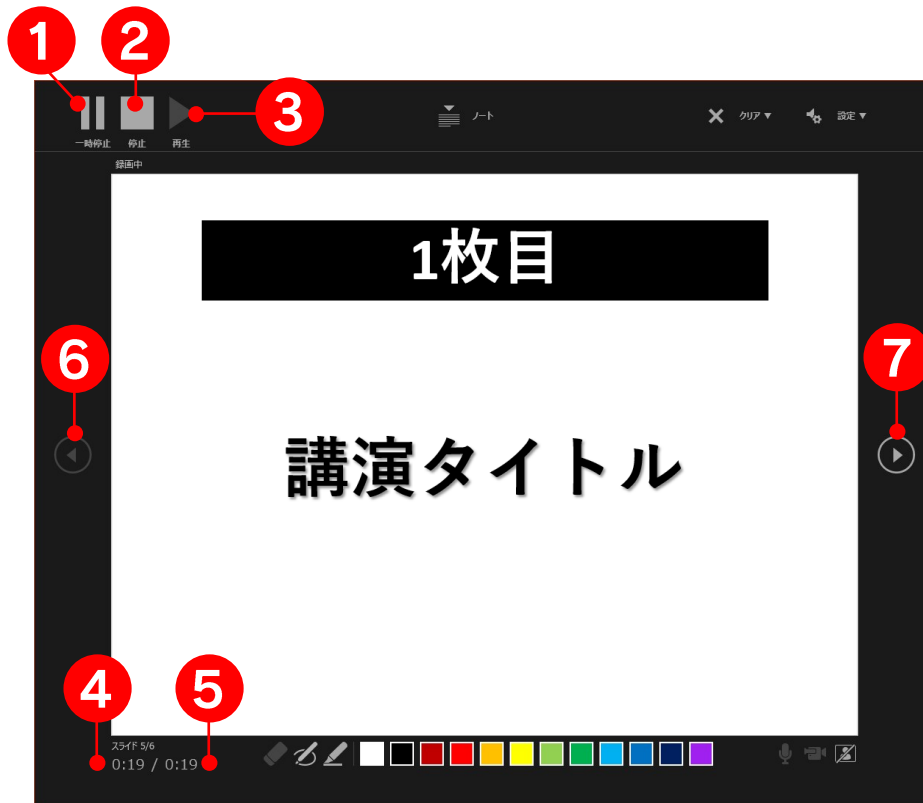 1
2
3
一時停止
停止
再生
ノート
クリア ▼
設定 ▼
録画中
1枚目
6
7
講演タイトル
4
5
スライド 5/6
0:19 / 0:19